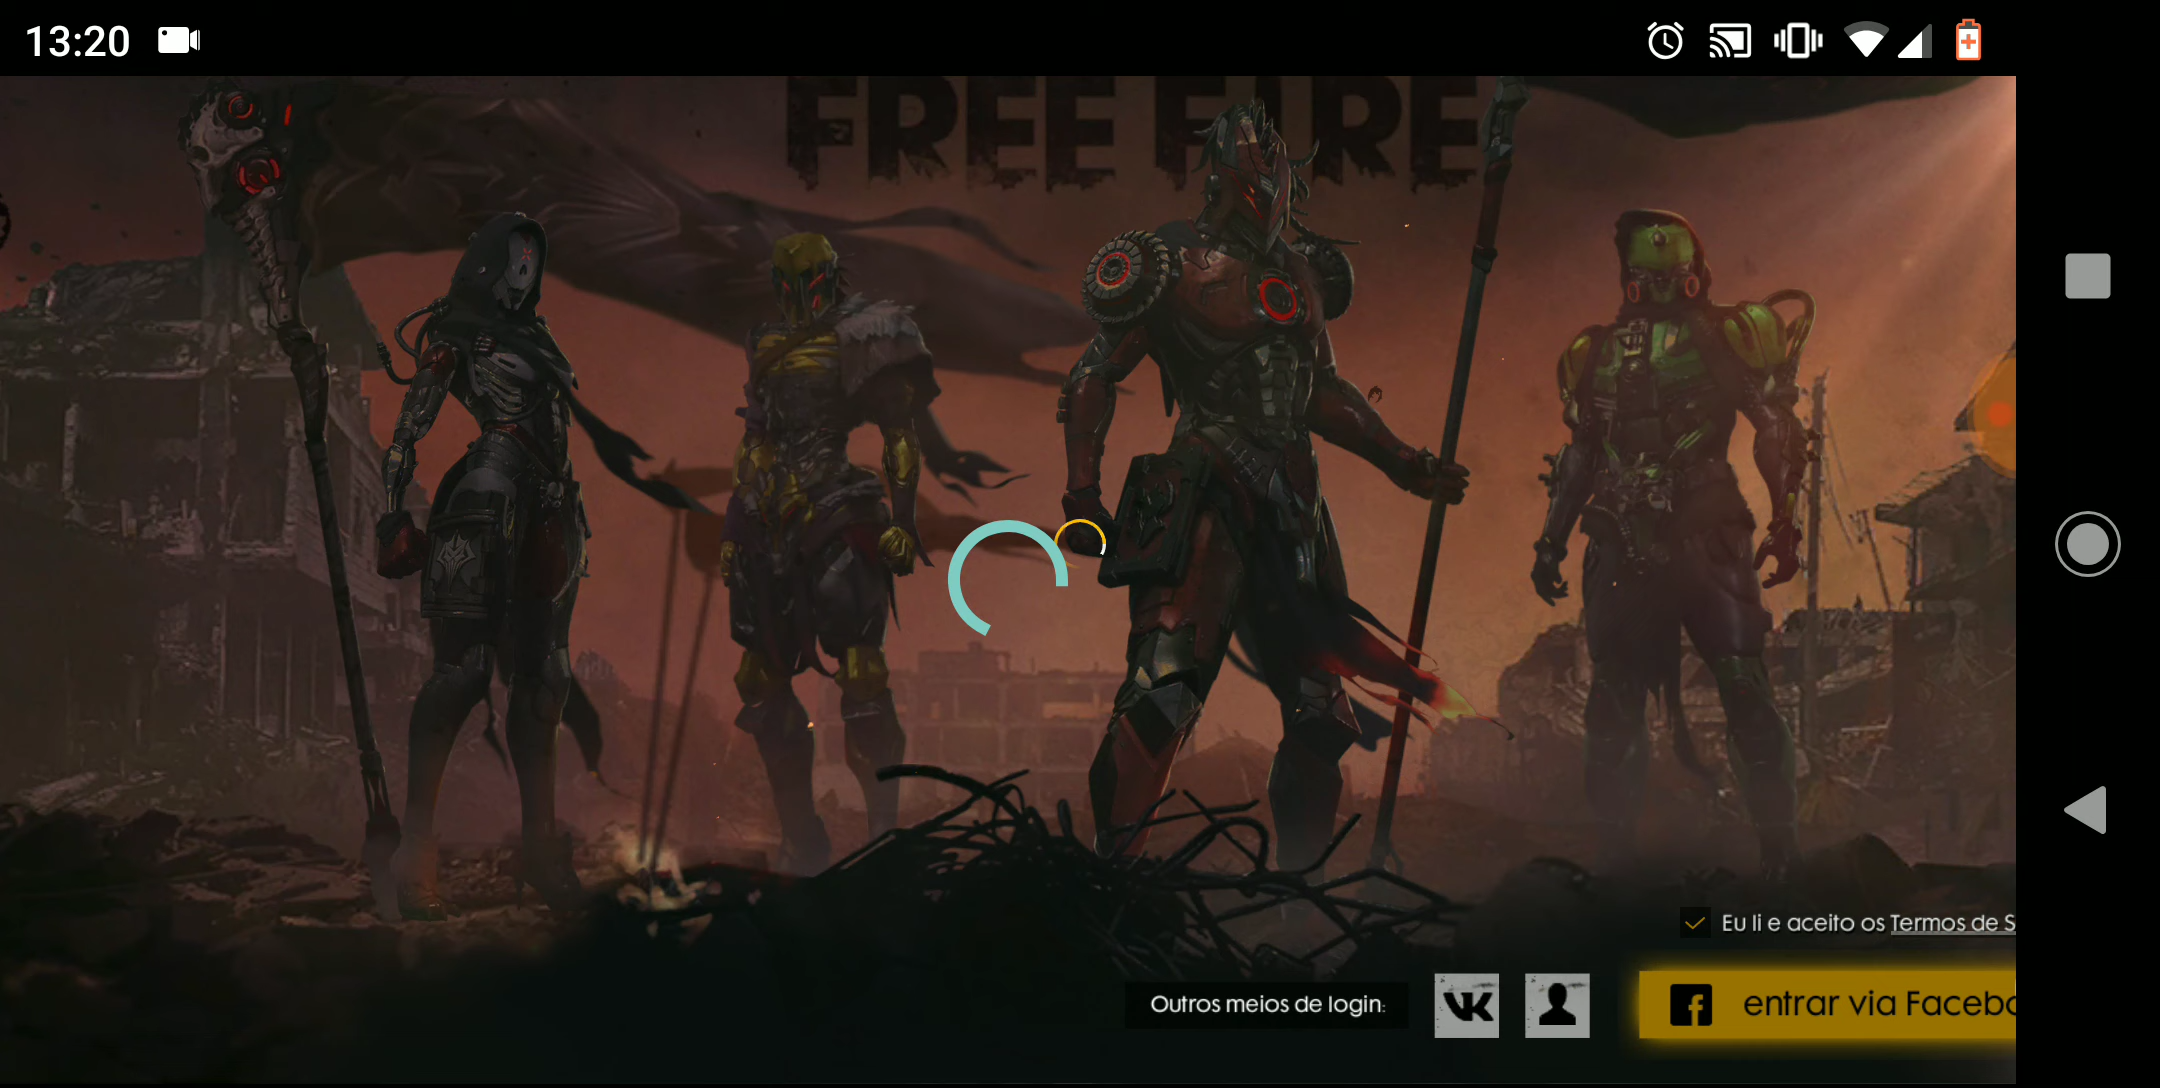 13:20
FREE FIRE
Eu li e aceito os Termos de S
Outros meios de login:
entrar via Facebo